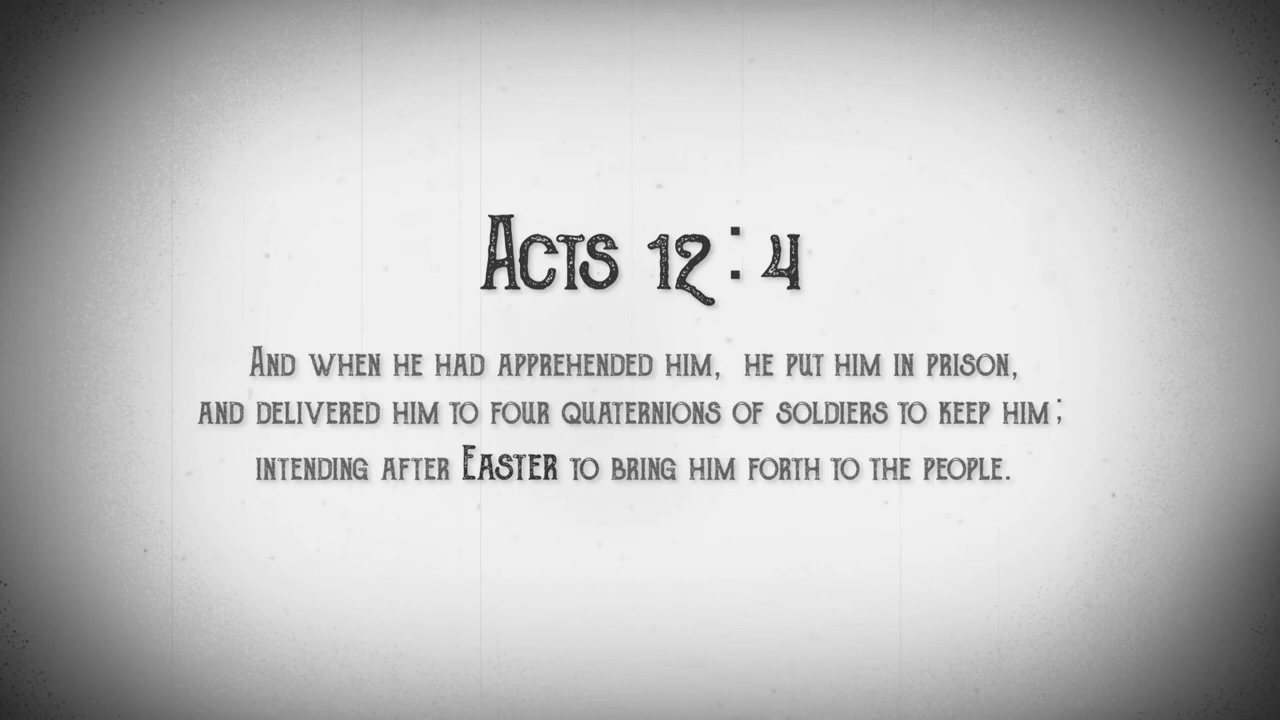 Acts 12:4
And when he had apprehended him, he put him in prison,
and delivered him to four quaternions of soldiers to keep him;
intending after Easter to bring him forth to the people.